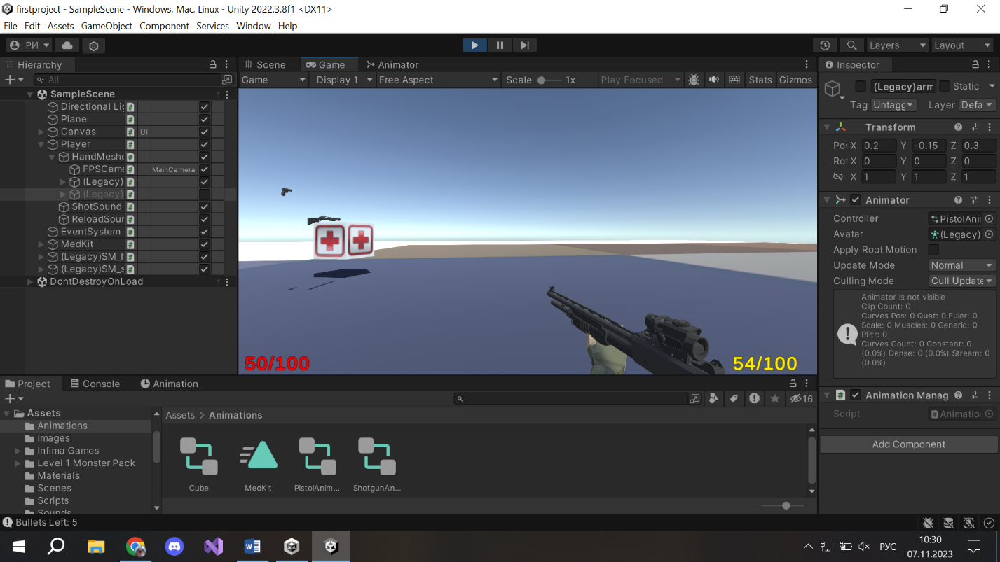 firstproject - SampleScene - Windows, Mac, Linux - Unity 2022.3.8f1 <DX11>
File Edit Assets GameObject Component Services Window Help
РИ Layers Layout
Hierarchy Scene Game Animator Inspector
All Game Display 1 Free Aspect Scale 1x Play Focused Stats Gizmos
(Legacy)arm Static
Tag Untagg Layer Defa
SampleScene 1
Directional Lig
Plane
Canvas UI
Player
HandMeshe
FPSCame MainCamera
(Legacy)
(Legacy)
ShotSound
ReloadSour
EventSystem
MedKit
(Legacy)SM_h
(Legacy)SM_s
DontDestroyOnLoad 1
50/100
54/100
Transform
Pos X 0.2 Y -0.15 Z 0.3
Rot X 0 Y 0 Z 0
X 1 Y 1 Z 1
Animator
Controller PistolAni
Avatar (Legacy)
Apply Root Motion
Update Mode Normal
Culling Mode Cull Update
Animator is not visible
Clip Count: 0
Curves Pos: 0 Quat: 0 Euler: 0
Scale: 0 Muscles: 0 Generic: 0
PPtr: 0
Curves Count: 0 Constant: 0
(0.0%) Dense: 0 (0.0%) Stream: 0
(0.0%)
Animation Manag
Script Animatio
Add Component
Project Console Animation
16
Assets
Animations
Images
Infima Games
Level 1 Monster Pack
Materials
Scenes
Scripts
Sounds
Assets > Animations
Cube MedKit PistolAnim... ShotgunAn...
Bullets Left: 5
РУС
10:30
07.11.2023